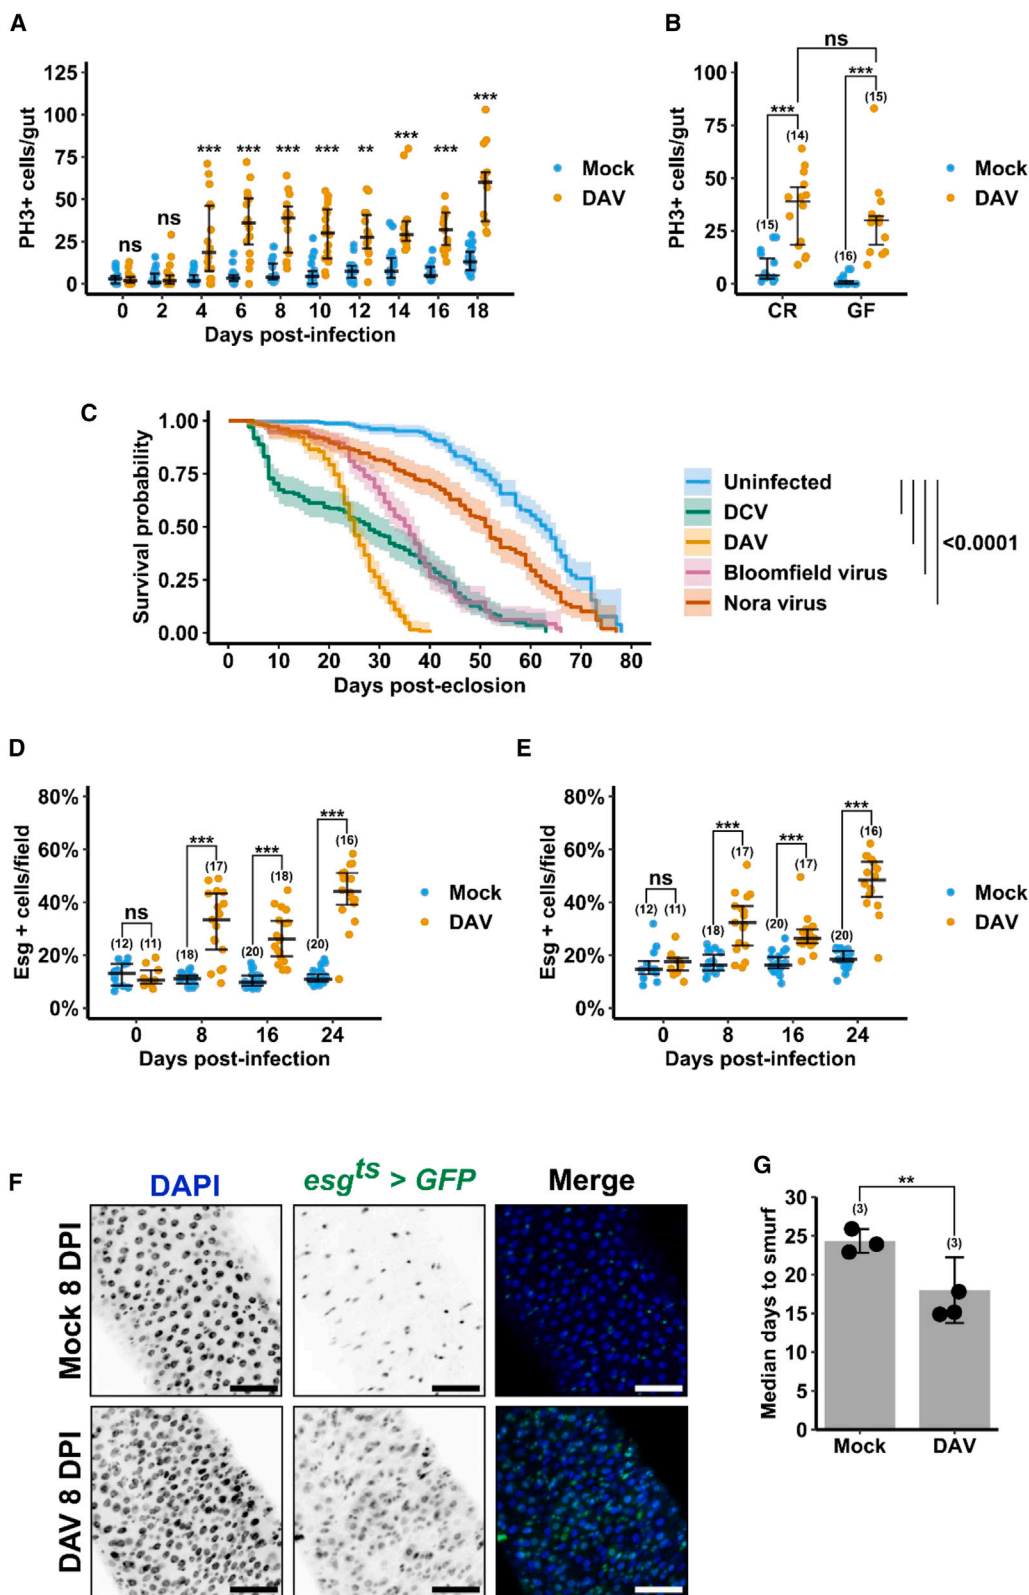 A
125
100
75
50
25
0
PH3+ cells/gut
ns
ns
***
***
***
***
**
***
***
***
0 2 4 6 8 10 12 14 16 18
Days post-infection
Mock
DAV
B
ns
100
75
50
25
0
PH3+ cells/gut
***
***
(15)
(14)
(16)
(15)
CR GF
Mock
DAV
C
1.00
0.75
0.50
0.25
0.00
Survival probability
0 10 20 30 40 50 60 70 80
Days post-eclosion
Uninfected
DCV
DAV
Bloomfield virus
Nora virus
<0.0001
D
80%
60%
40%
20%
0%
Esg + cells/field
ns
***
***
***
(12)
(11)
(18)
(17)
(20)
(18)
(20)
(16)
0 8 16 24
Days post-infection
Mock
DAV
E
80%
60%
40%
20%
0%
Esg + cells/field
ns
***
***
***
(12)
(11)
(18)
(17)
(20)
(17)
(20)
(16)
0 8 16 24
Days post-infection
Mock
DAV
F
DAPI
esg^ts > GFP
Merge
Mock 8 DPI
DAV 8 DPI
G
**
30
25
20
15
10
5
0
Median days to smurf
(3)
(3)
Mock DAV